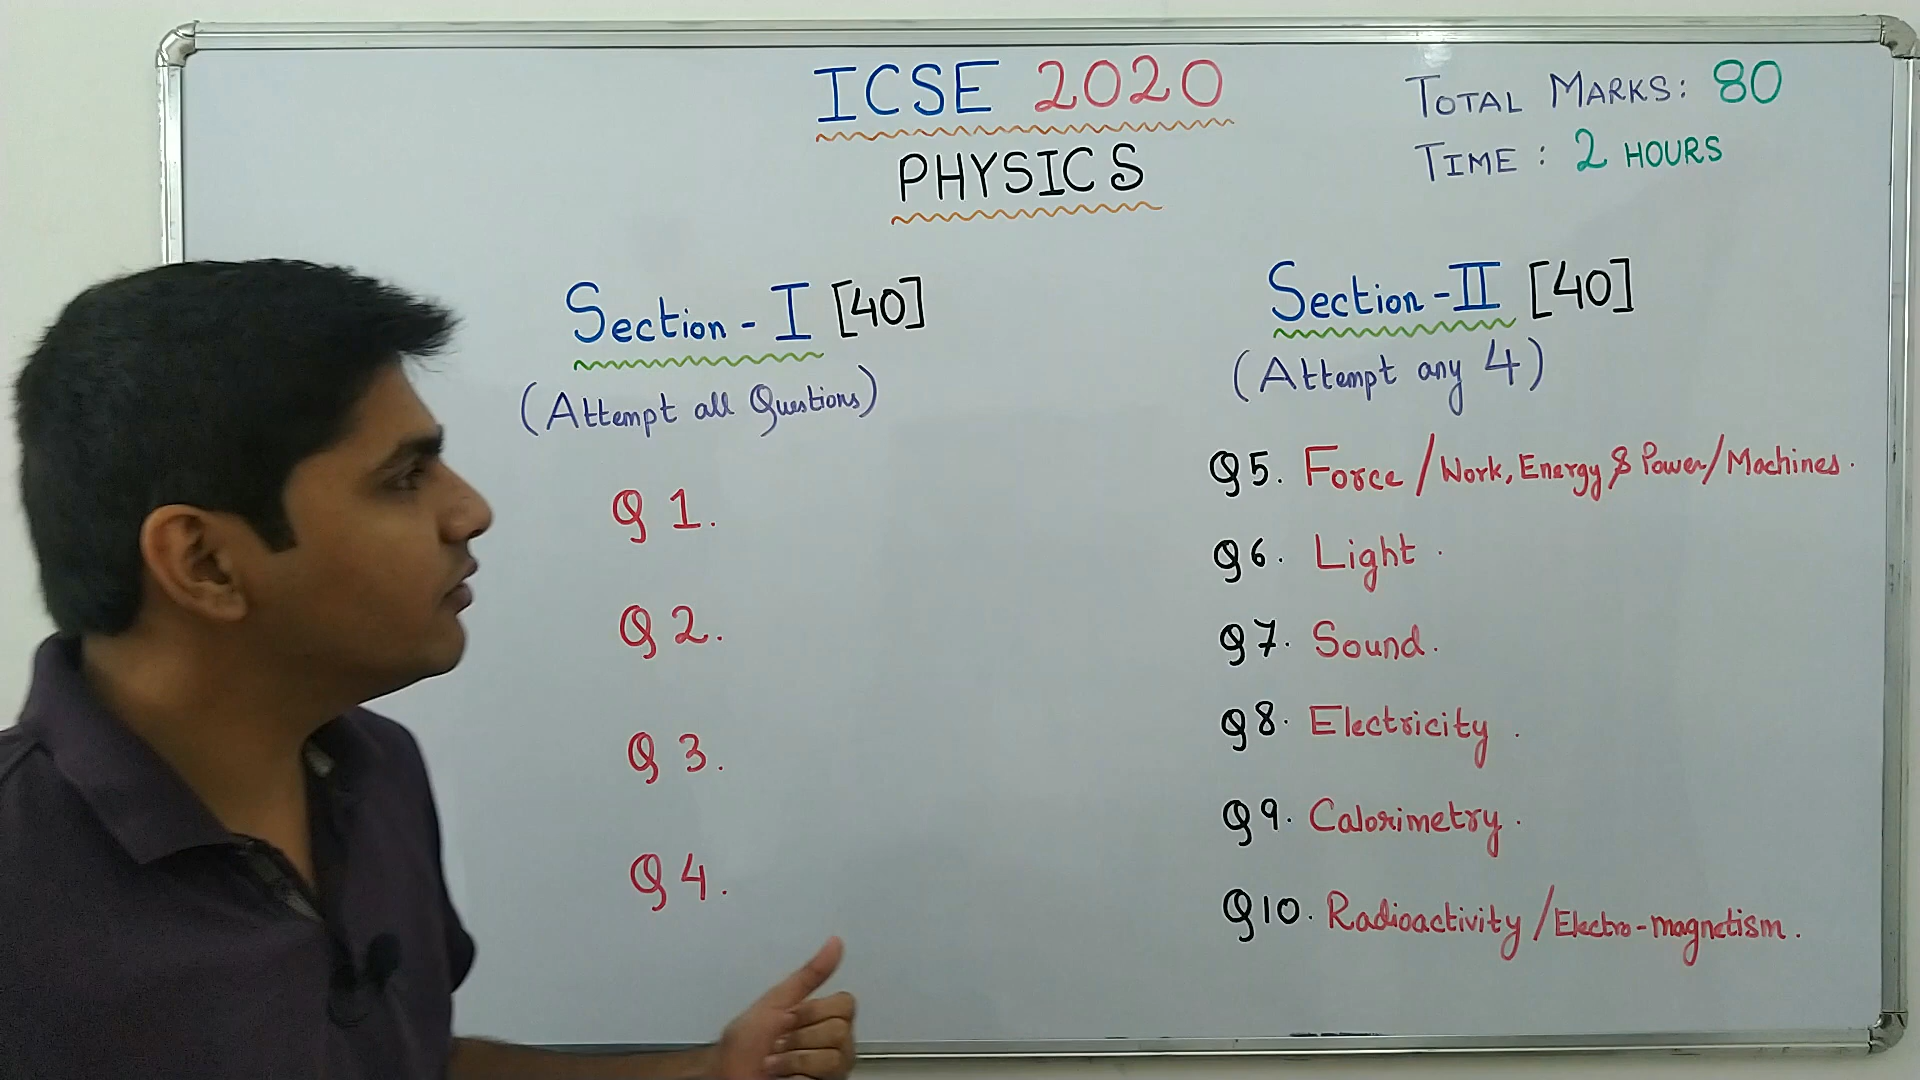 ICSE 2020
PHYSICS
TOTAL MARKS: 80
TIME : 2 HOURS
Section - I [40]
(Attempt all Questions)
Q 1.
Q 2.
Q 3.
Q 4.
Section - II [40]
(Attempt any 4)
Q5. Force / Work, Energy & Power / Machines.
Q6. Light.
Q7. Sound.
Q8. Electricity.
Q9. Calorimetry.
Q10. Radioactivity / Electro-magnetism.